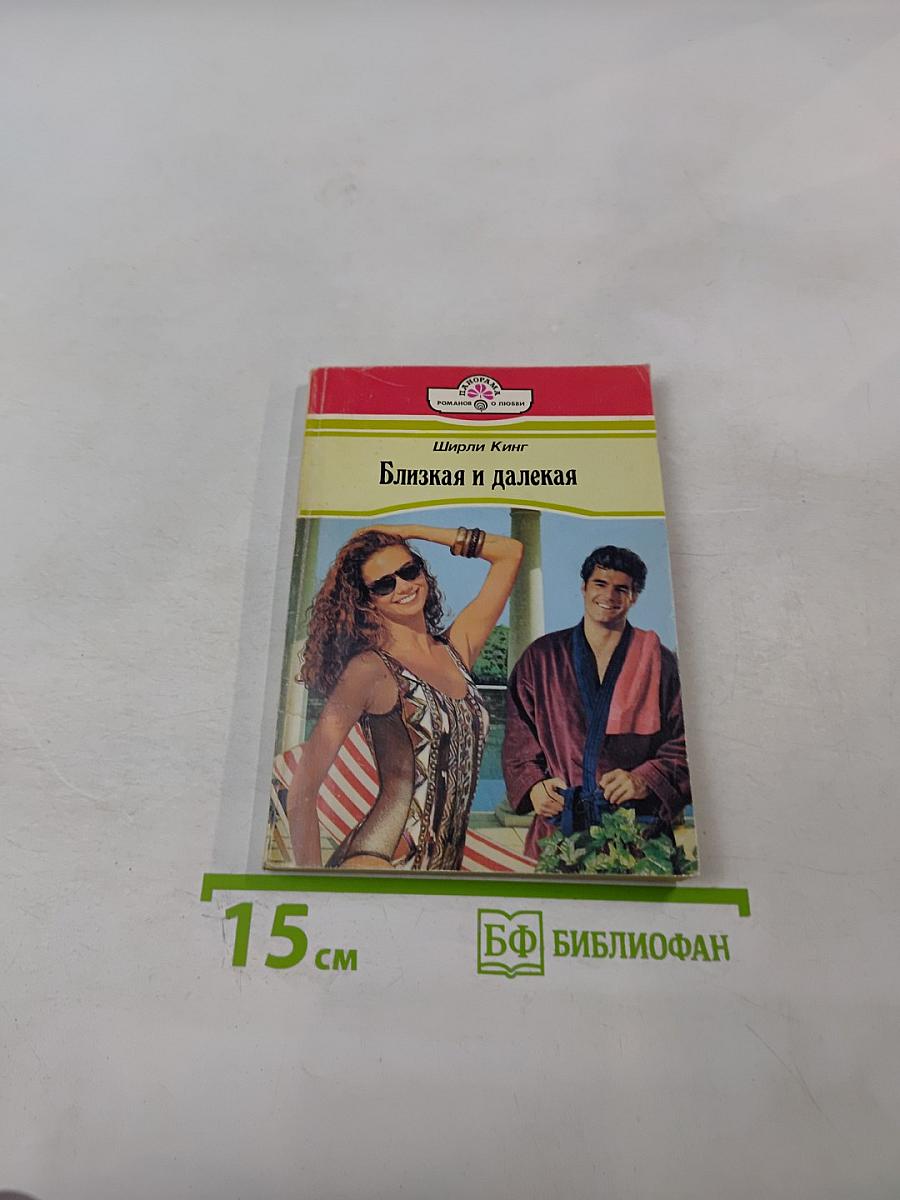 ПАНОРАМА
РОМАНОВ О ЛЮБВИ
Ширли Кинг
Близкая и далекая
15 см
БФ БИБЛИОФАН